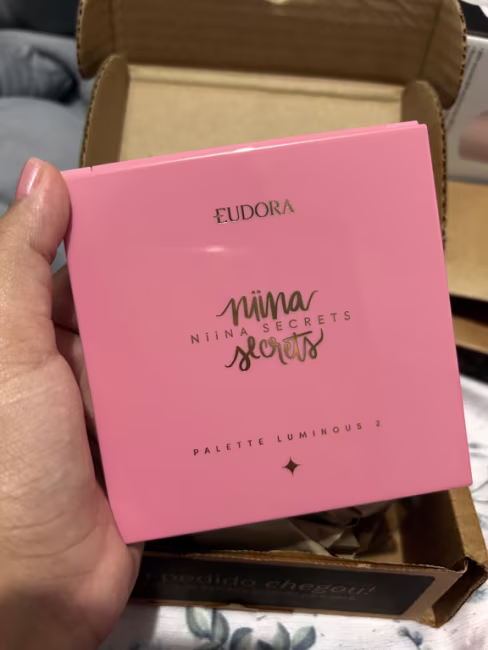 EUDORA
niina
NiiNA SECRETS
secrets
PALETTE LUMINOUS 2
pedido chegou!